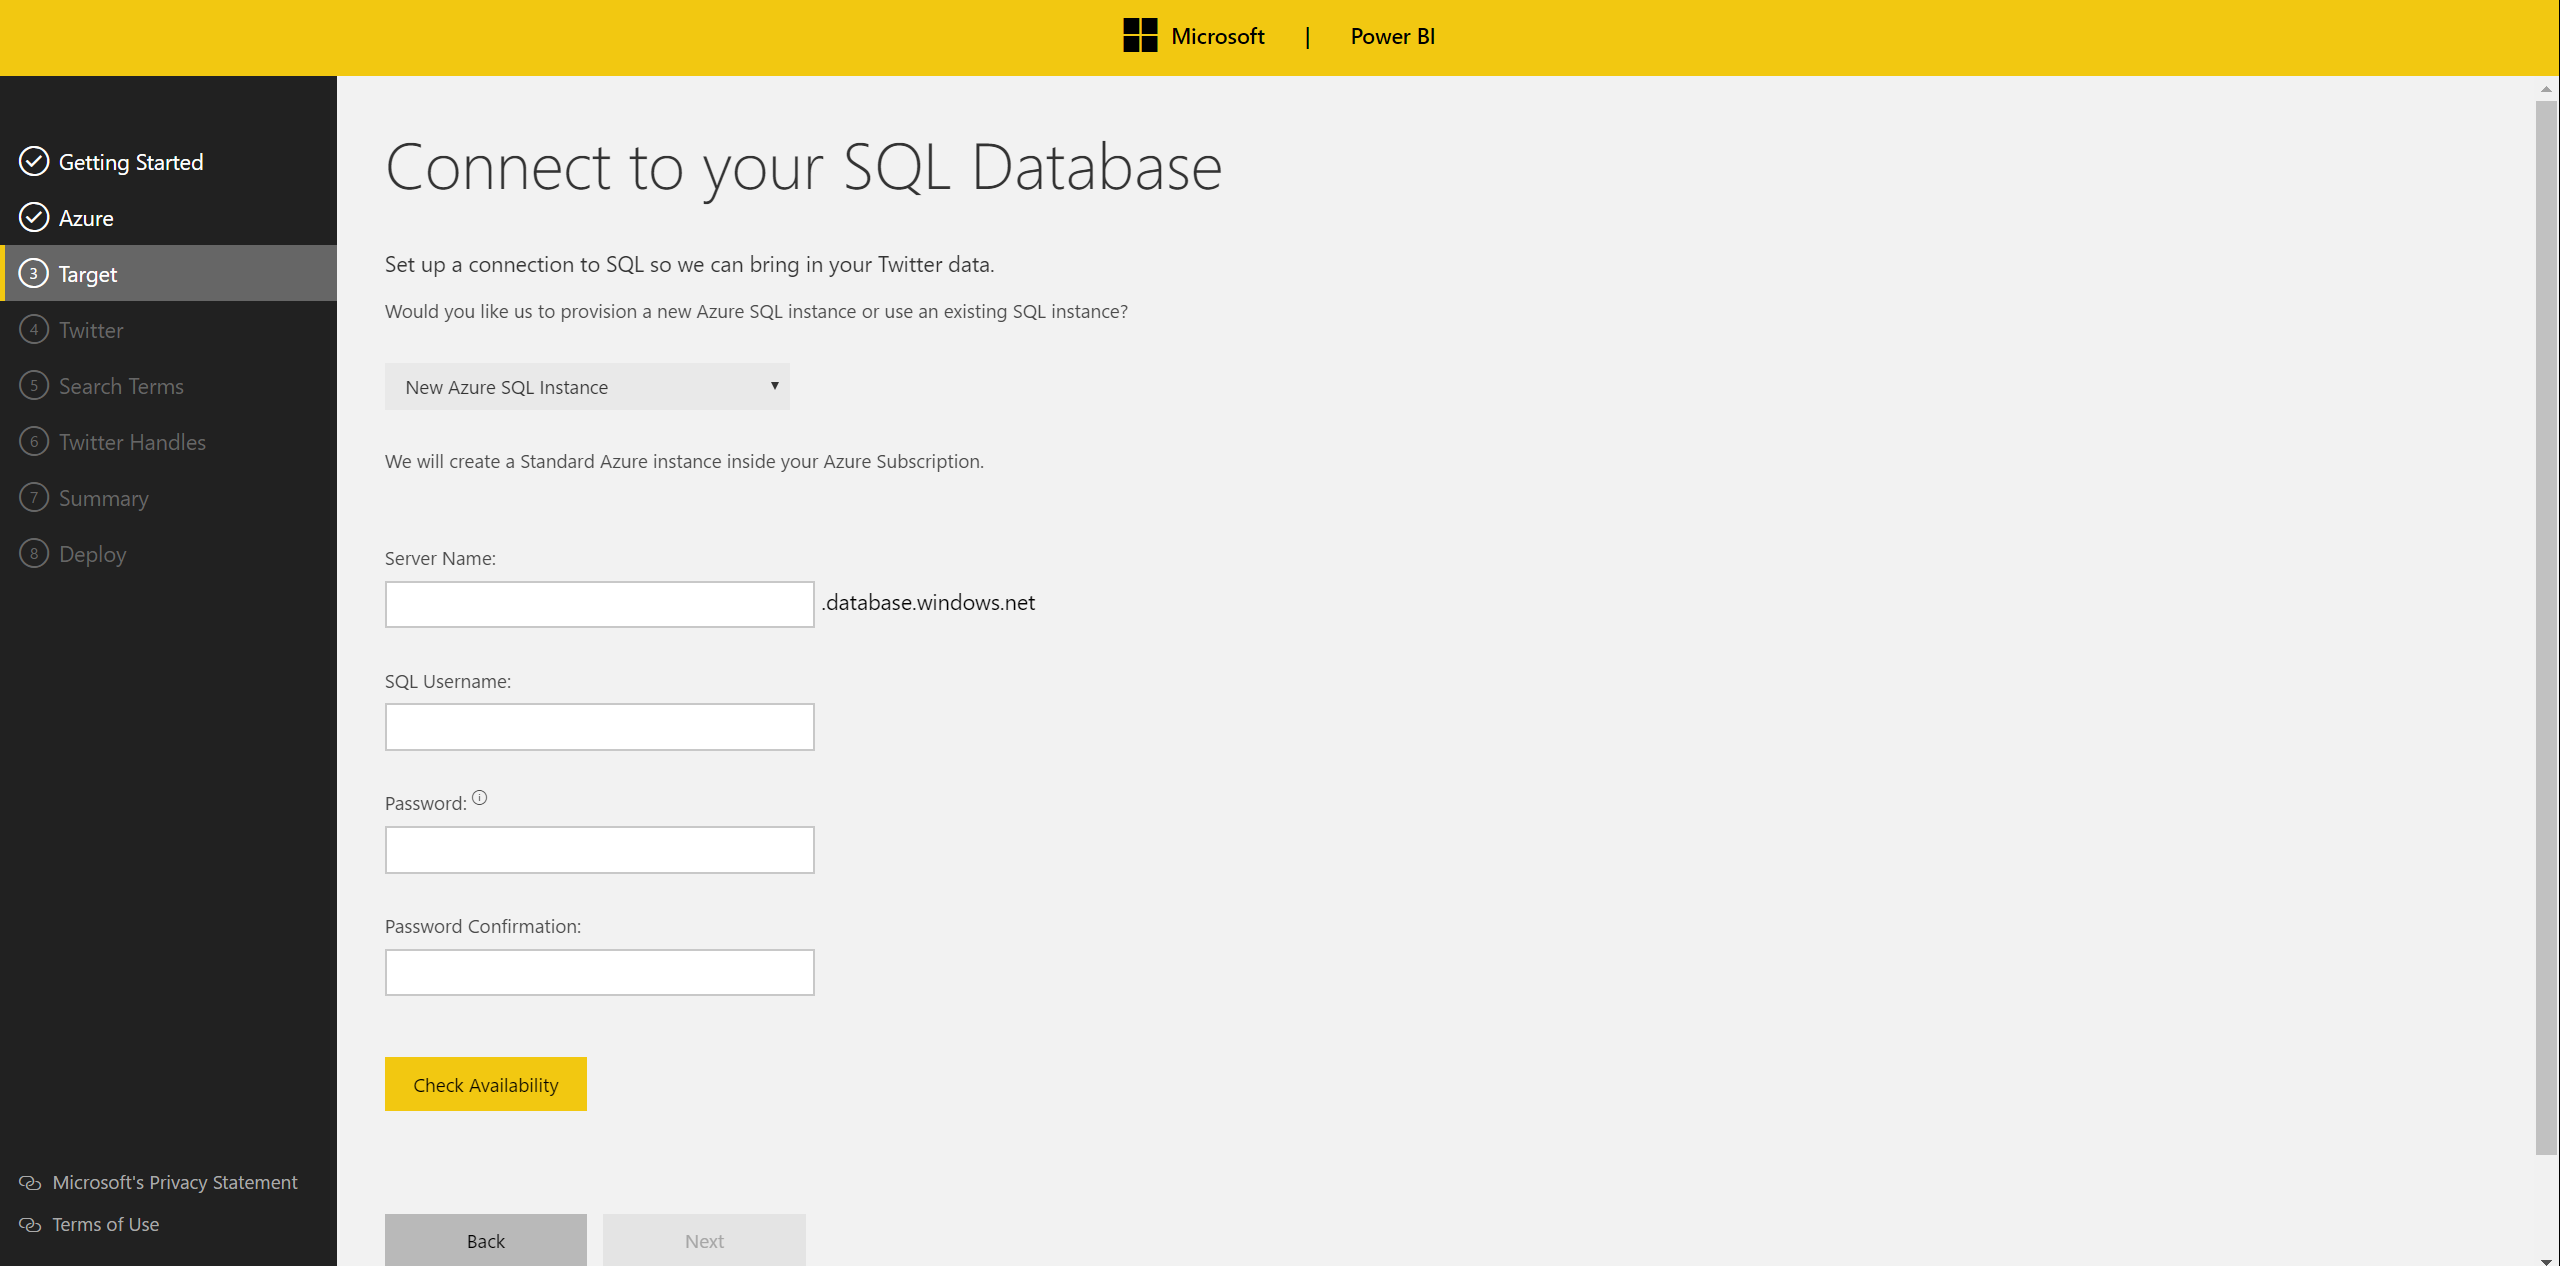 Microsoft | Power BI
Getting Started
Azure
3 Target
4 Twitter
5 Search Terms
6 Twitter Handles
7 Summary
8 Deploy
Microsoft's Privacy Statement
Terms of Use
Connect to your SQL Database
Set up a connection to SQL so we can bring in your Twitter data.
Would you like us to provision a new Azure SQL instance or use an existing SQL instance?
New Azure SQL Instance
We will create a Standard Azure instance inside your Azure Subscription.
Server Name:
.database.windows.net
SQL Username:
Password:
Password Confirmation:
Check Availability
Back Next